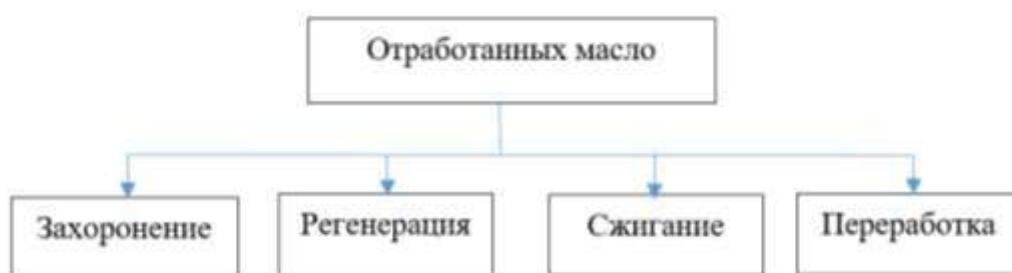 Отработанных масло
Захоронение
Регенерация
Сжигание
Переработка